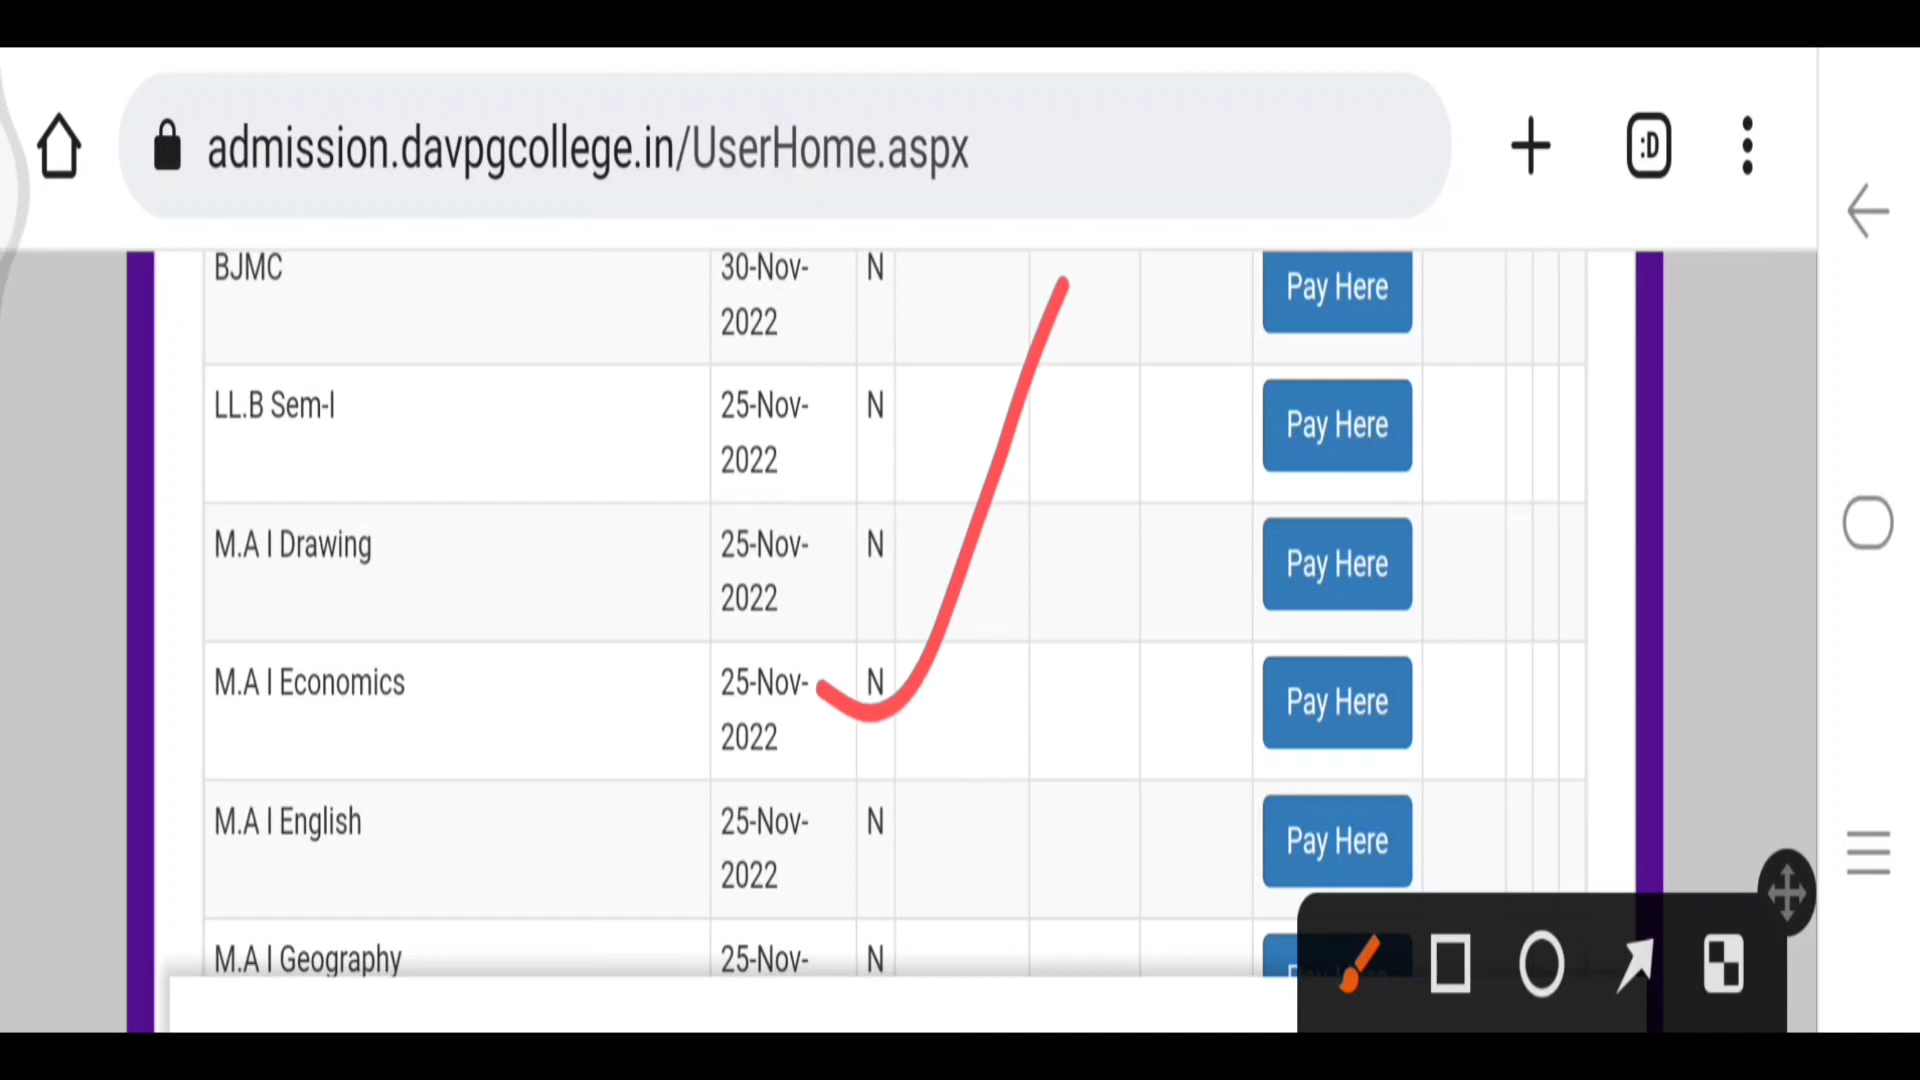 admission.davpgcollege.in/UserHome.aspx
:D
BJMC 30-Nov- N Pay Here
2022
LL.B Sem-I 25-Nov- N Pay Here
2022
M.A I Drawing 25-Nov- N Pay Here
2022
M.A I Economics 25-Nov- N Pay Here
2022
M.A I English 25-Nov- N Pay Here
2022
M.A I Geography 25-Nov- N Pay Here